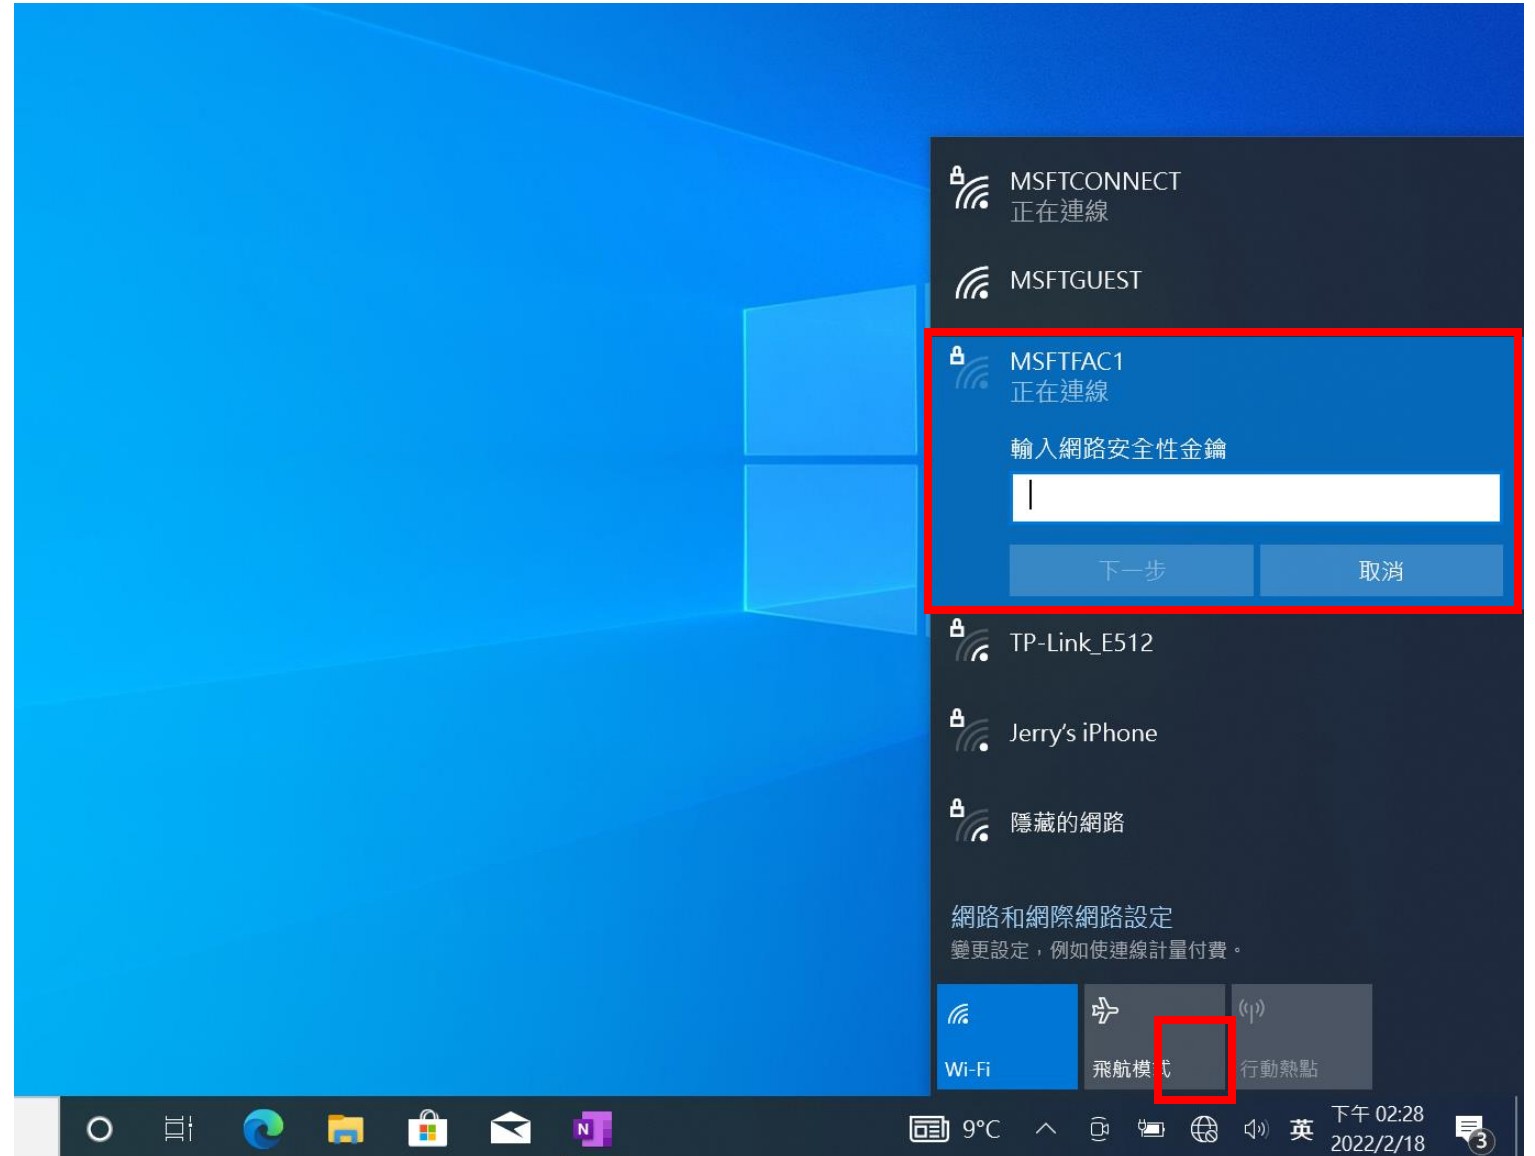 MSFTCONNECT
正在連線
MSFTGUEST
MSFTFAC1
正在連線
輸入網路安全性金鑰
下一步
取消
TP-Link_E512
Jerry's iPhone
隱藏的網路
網路和網際網路設定
變更設定，例如使連線計量付費。
Wi-Fi
飛航模式
行動熱點
N
9°C
英
下午 02:28
2022/2/18
3